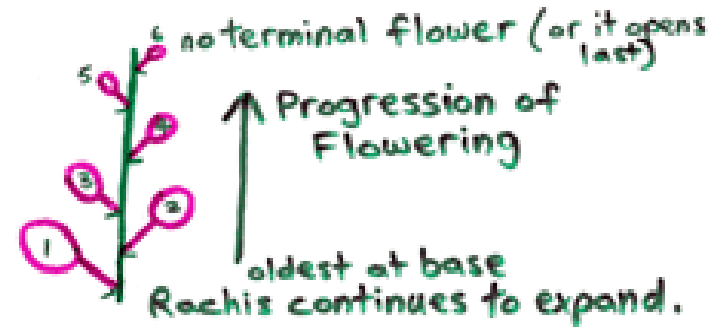 6 no terminal flower (or it opens
last)
5
Progression of
Flowering
4
3
2
1
oldest at base
Rachis continues to expand.